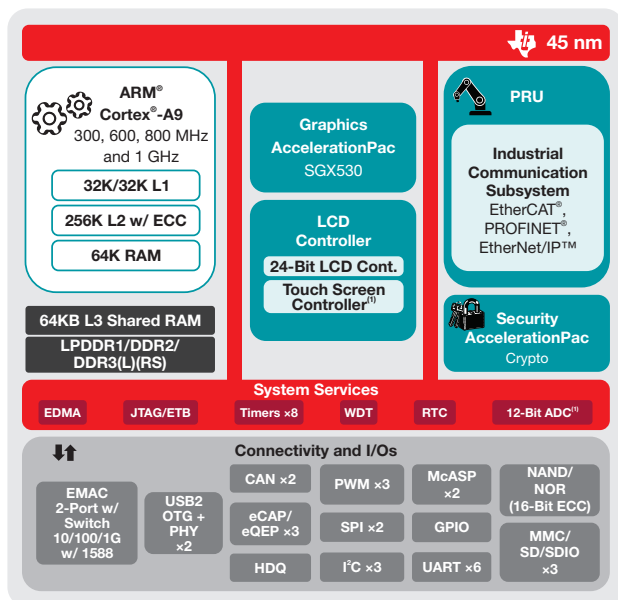 45 nm
ARM®
Cortex®-A9
300, 600, 800 MHz
and 1 GHz
32K/32K L1
256K L2 w/ ECC
64K RAM
64KB L3 Shared RAM
LPDDR1/DDR2/
DDR3(L)(RS)
Graphics
AccelerationPac
SGX530
LCD
Controller
24-Bit LCD Cont.
Touch Screen
Controller(1)
PRU
Industrial
Communication
Subsystem
EtherCAT®,
PROFINET®,
EtherNet/IP™
Security
AccelerationPac
Crypto
System Services
EDMA
JTAG/ETB
Timers ×8
WDT
RTC
12-Bit ADC(1)
Connectivity and I/Os
EMAC
2-Port w/
Switch
10/100/1G
w/ 1588
USB2
OTG +
PHY
×2
CAN ×2
eCAP/
eQEP ×3
HDQ
PWM ×3
SPI ×2
I²C ×3
McASP
×2
GPIO
UART ×6
NAND/
NOR
(16-Bit ECC)
MMC/
SD/SDIO
×3